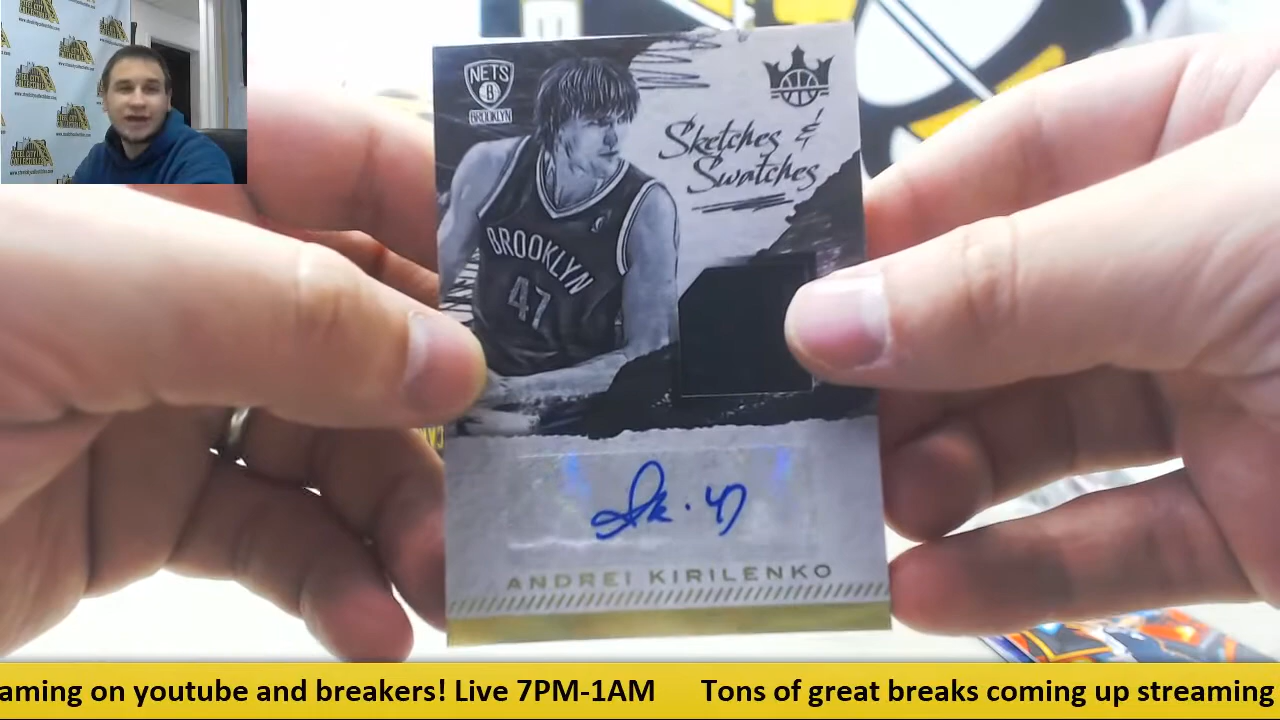 NETS
B
BROOKLYN
Sketches &
Swatches
BROOKLYN
47
ANDREI KIRILENKO
aming on youtube and breakers! Live 7PM-1AM Tons of great breaks coming up streaming